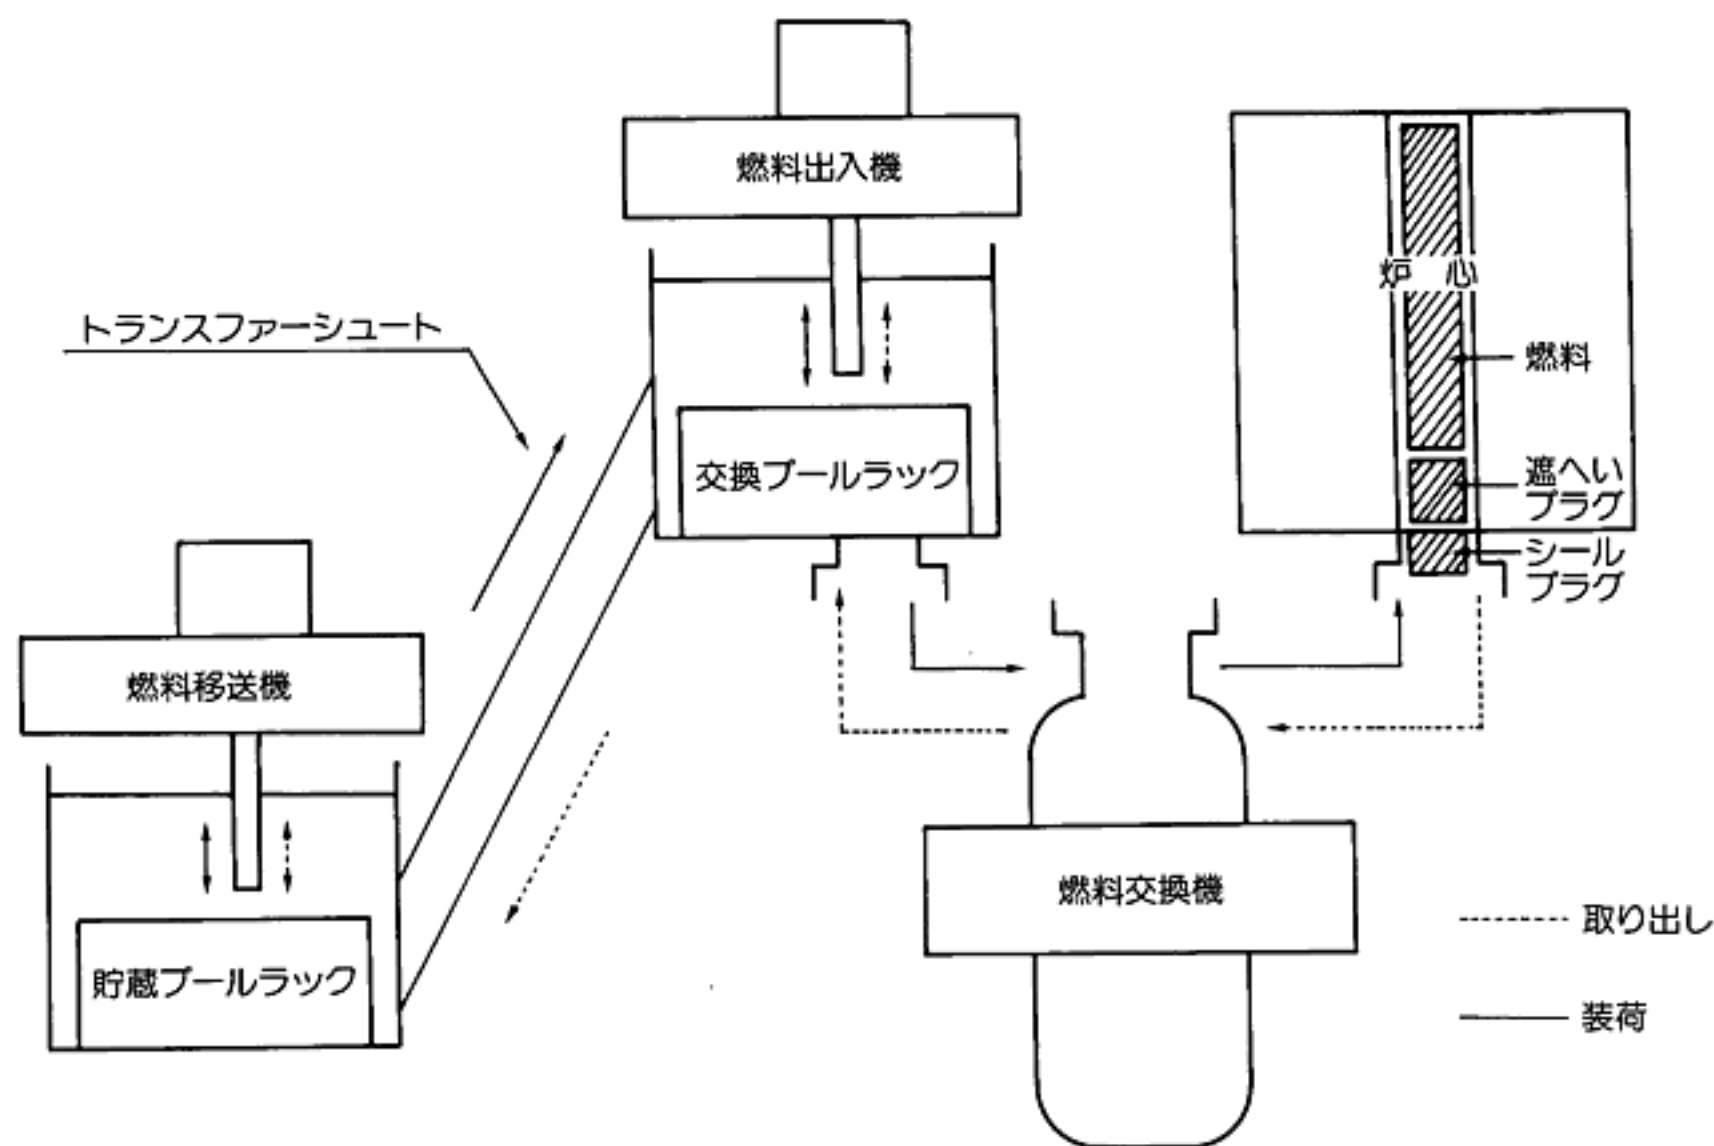 燃料出入機
炉 心
トランスファーシュート
燃料
交換プールラック
遮へい
プラグ
シール
プラグ
燃料移送機
燃料交換機
取り出し
貯蔵プールラック
装荷